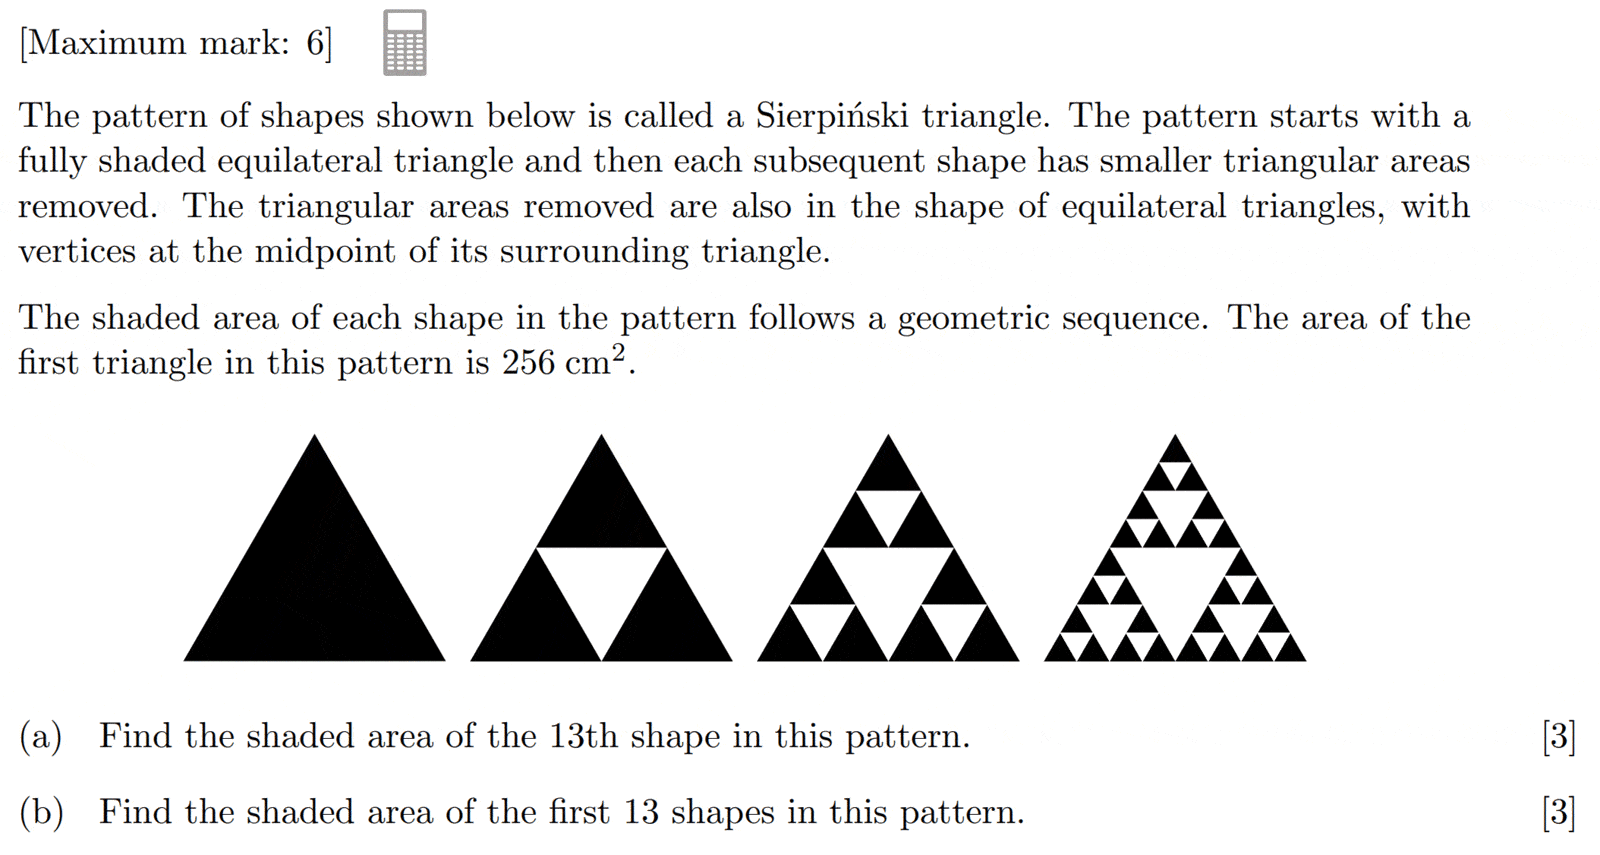 [Maximum mark: 6]
The pattern of shapes shown below is called a Sierpiński triangle. The pattern starts with a
fully shaded equilateral triangle and then each subsequent shape has smaller triangular areas
removed. The triangular areas removed are also in the shape of equilateral triangles, with
vertices at the midpoint of its surrounding triangle.
The shaded area of each shape in the pattern follows a geometric sequence. The area of the
first triangle in this pattern is 256 cm².
(a) Find the shaded area of the 13th shape in this pattern. [3]
(b) Find the shaded area of the first 13 shapes in this pattern. [3]